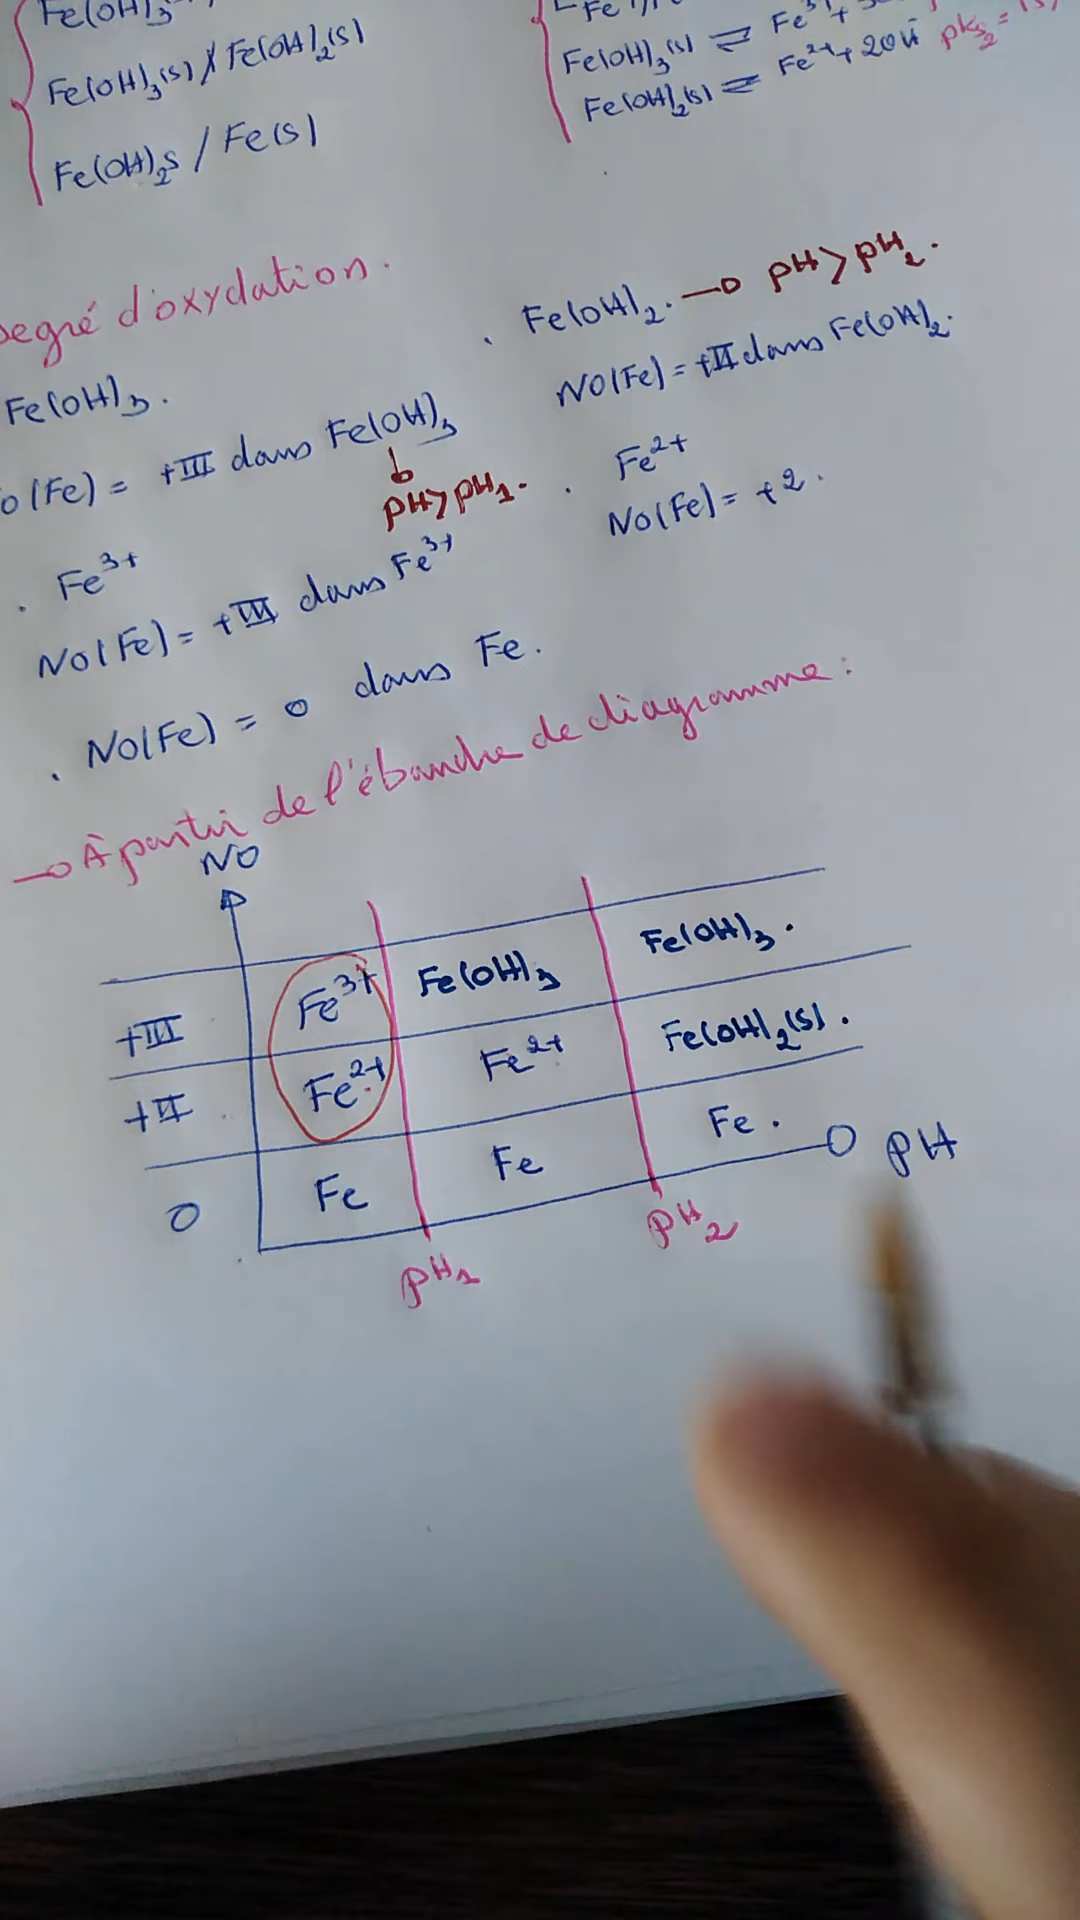 Fe(OH)3
Fe(OH)3(s) / Fe(OH)2(s)
Fe(OH)2s / Fe(s)
Fe(OH)3(s) ⇌ Fe3+ +
Fe(OH)2(s) ⇌ Fe2+ + 2OH pks2 =
degré d'oxydation.
Fe(OH)3.
No(Fe) = +III dans Fe(OH)3
pH>pH1.
. Fe3+
No(Fe) = +III dans Fe3+
. No(Fe) = 0 dans Fe.
. Fe(OH)2. → pH>pH2.
No(Fe) = +II dans Fe(OH)2.
. Fe2+
No(Fe) = +2.
→ À partir de l'ébauche de diagramme :
NO
+III Fe3+ Fe(OH)3 Fe(OH)3.
+II Fe2+ Fe2+ Fe(OH)2(s).
0 Fe Fe Fe.
pH
pH1 pH2